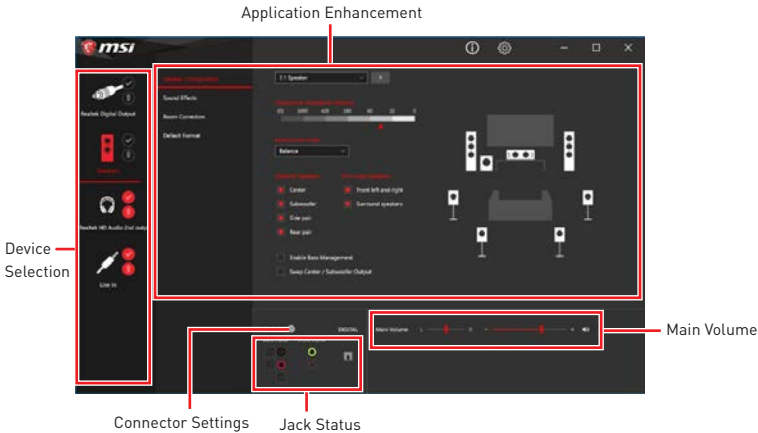 Application Enhancement
msi
Realtek Digital Output
Speakers
Realtek HD Audio 2nd outp
Line In
Speaker Configuration
Sound Effects
Room Correction
Default Format
7.1 Speaker
Balance
Center
Subwoofer
Side pair
Rear pair
Front left and right
Surround speakers
Enable Bass Management
Swap Center / Subwoofer Output
DIGITAL
Main Volume
L
R
-
+
Device
Selection
Main Volume
Connector Settings
Jack Status